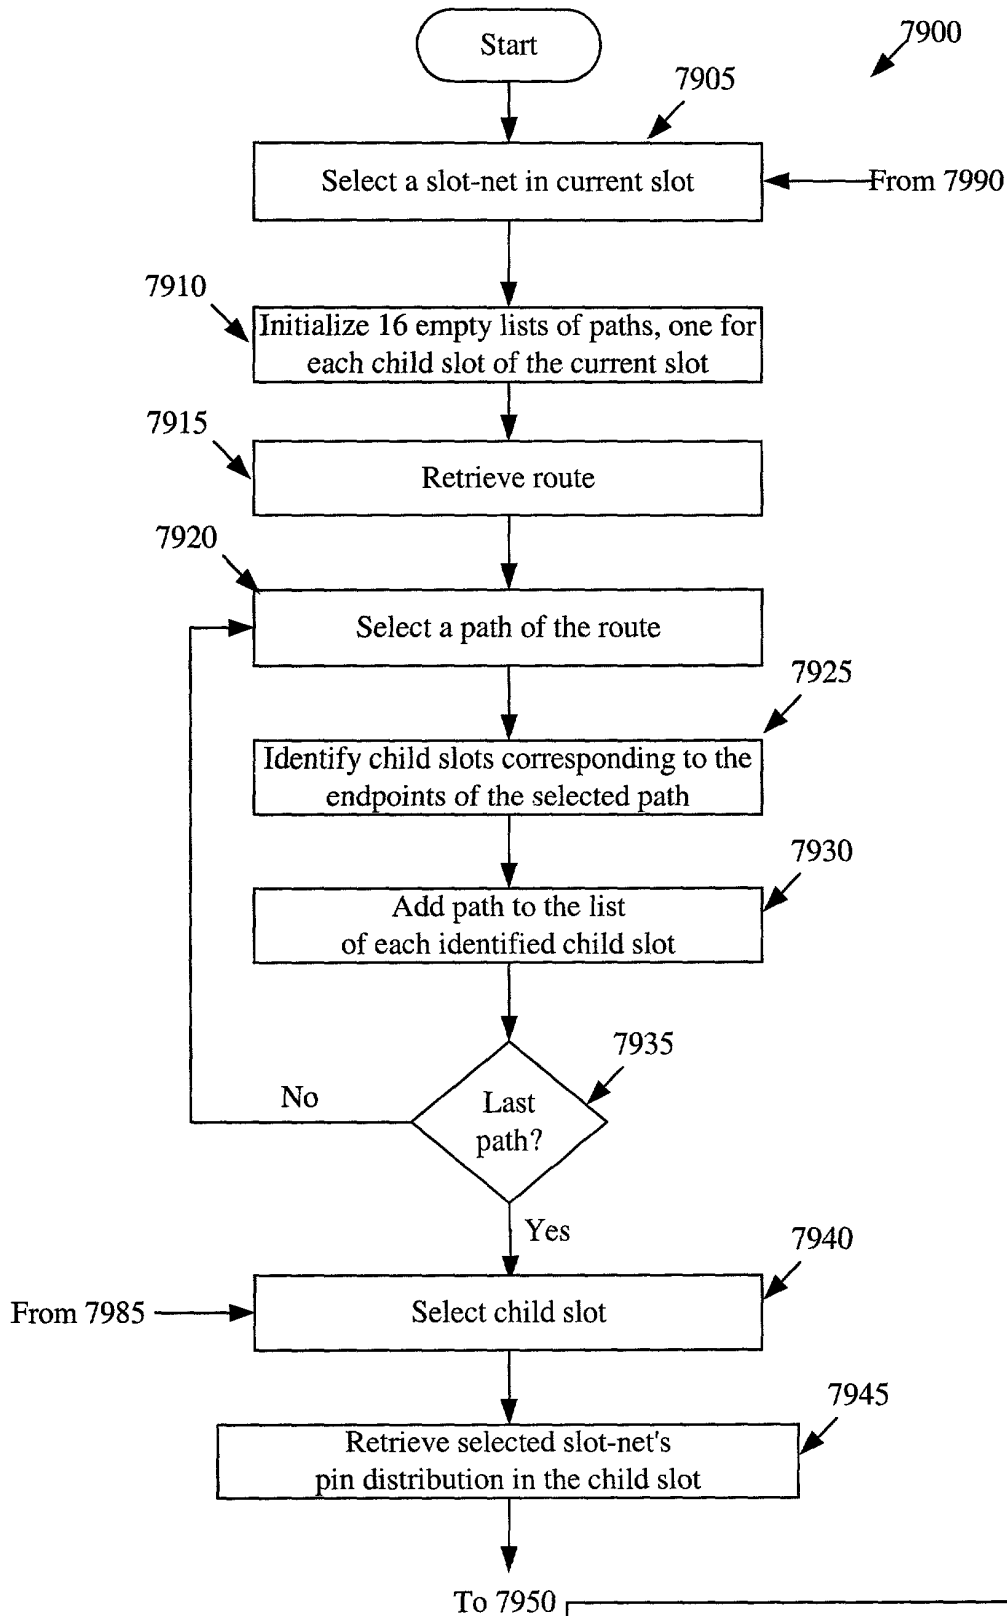 Start
7900
7905
Select a slot-net in current slot
From 7990
7910
Initialize 16 empty lists of paths, one for
each child slot of the current slot
7915
Retrieve route
7920
Select a path of the route
7925
Identify child slots corresponding to the
endpoints of the selected path
7930
Add path to the list
of each identified child slot
7935
Last
path?
No
Yes
7940
From 7985
Select child slot
7945
Retrieve selected slot-net's
pin distribution in the child slot
To 7950